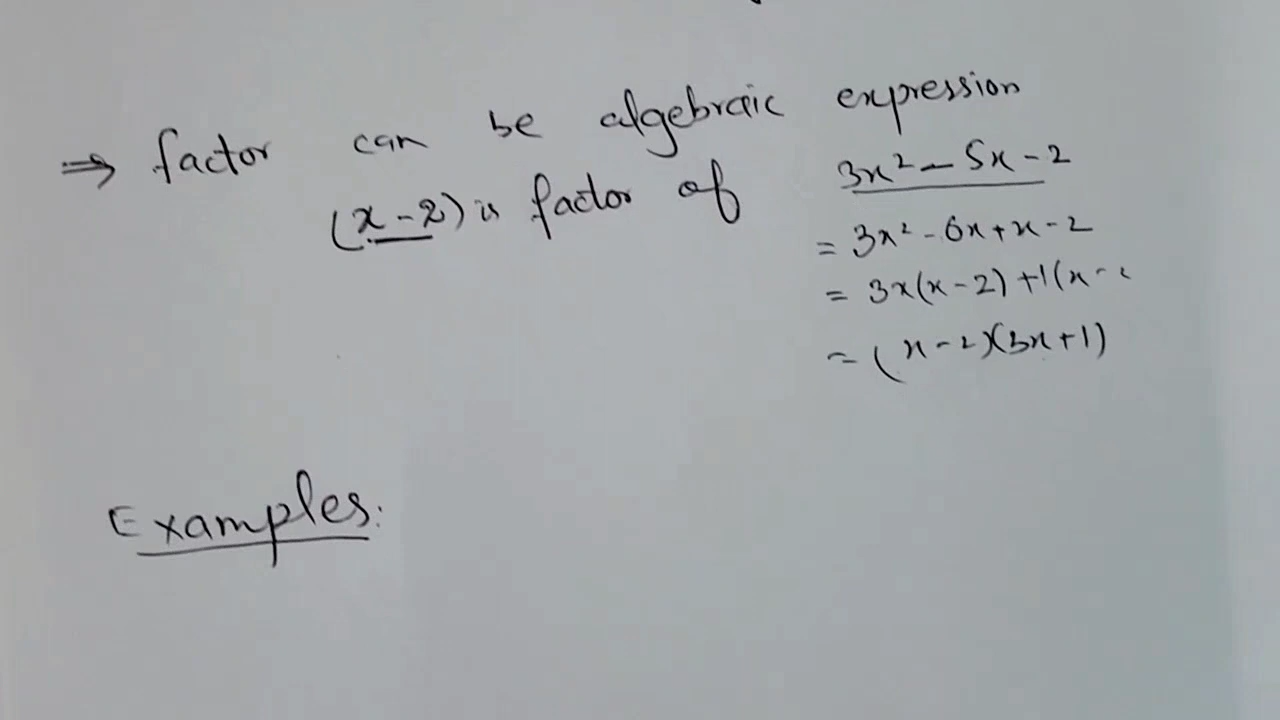 ⇒ factor can be algebraic expression
(x-2) is factor of 3x² - 5x - 2
= 3x² - 6x + x - 2
= 3x(x-2) + 1(x-
= (x-2)(3x+1)
Examples: